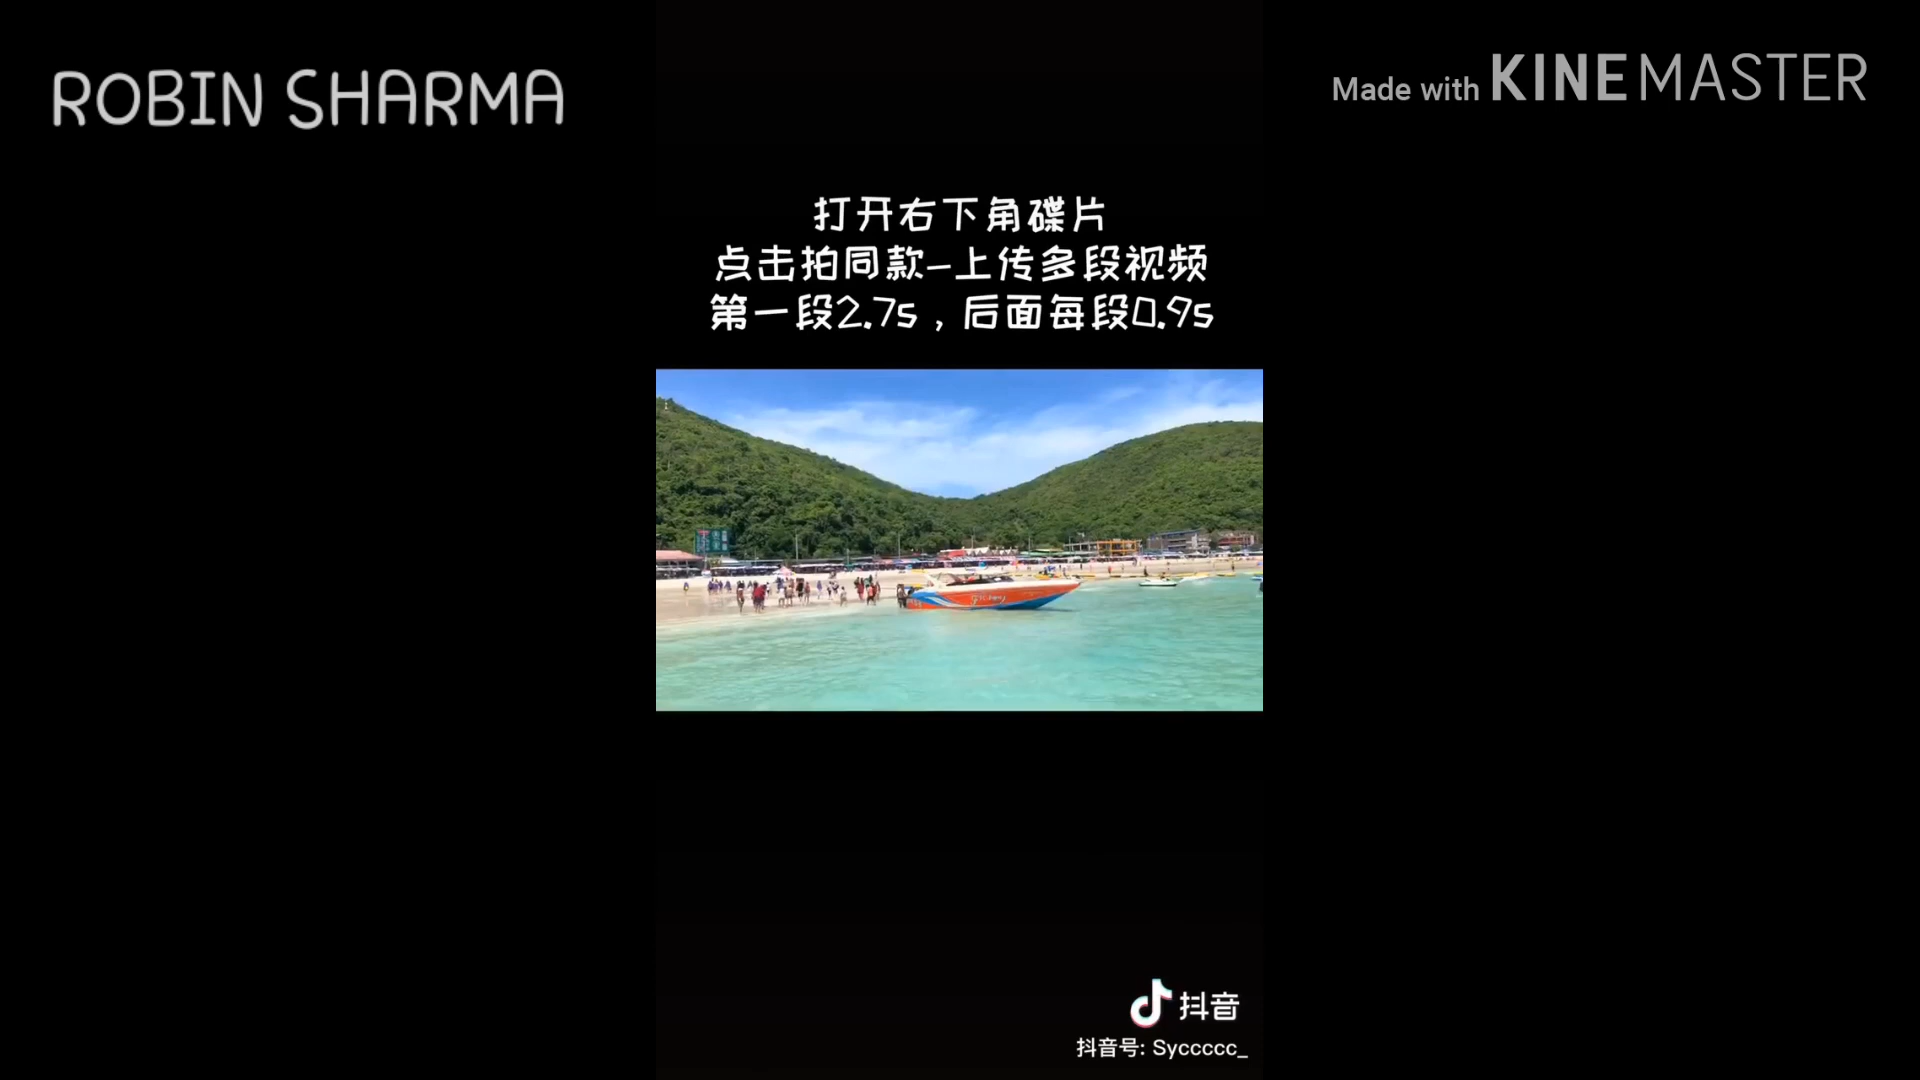 ROBIN SHARMA
Made with KINEMASTER
打开右下角碟片
点击拍同款-上传多段视频
第一段2.7s，后面每段0.9s
抖音
抖音号: Syccccc_